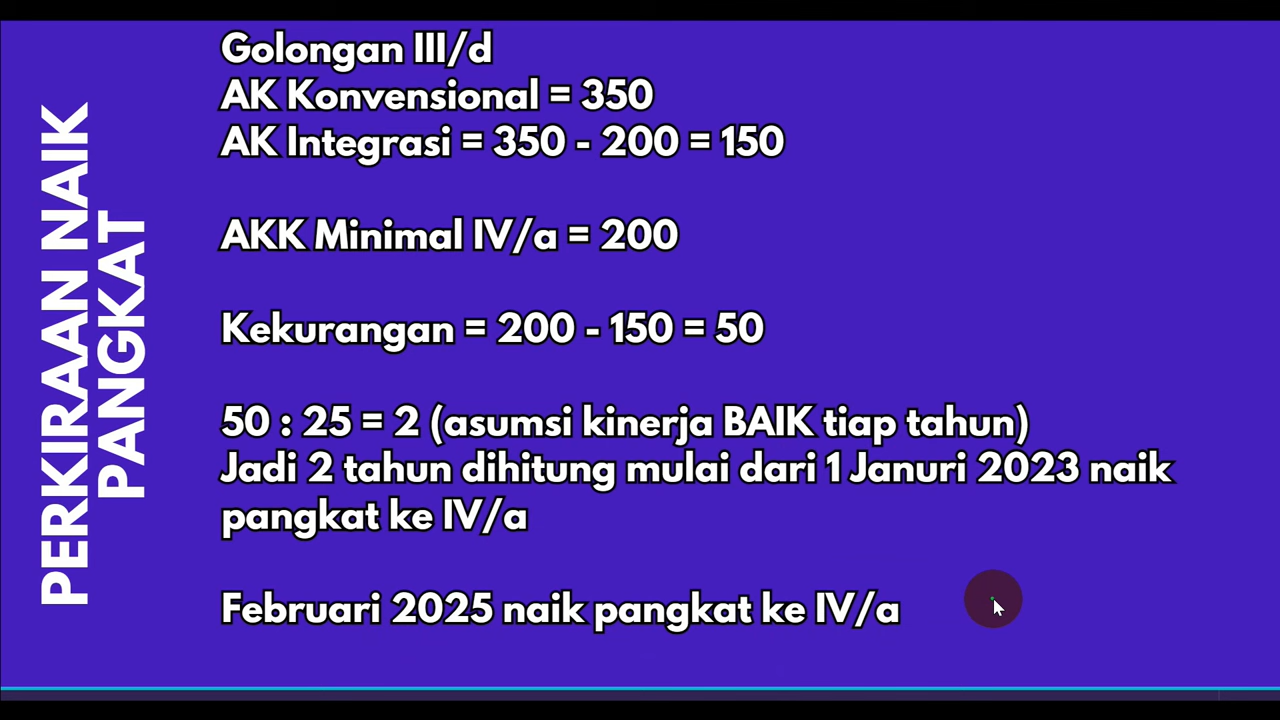 PERKIRAAN NAIK
PANGKAT
Golongan III/d
AK Konvensional = 350
AK Integrasi = 350 - 200 = 150
AKK Minimal IV/a = 200
Kekurangan = 200 - 150 = 50
50 : 25 = 2 (asumsi kinerja BAIK tiap tahun)
Jadi 2 tahun dihitung mulai dari 1 Januri 2023 naik
pangkat ke IV/a
Februari 2025 naik pangkat ke IV/a